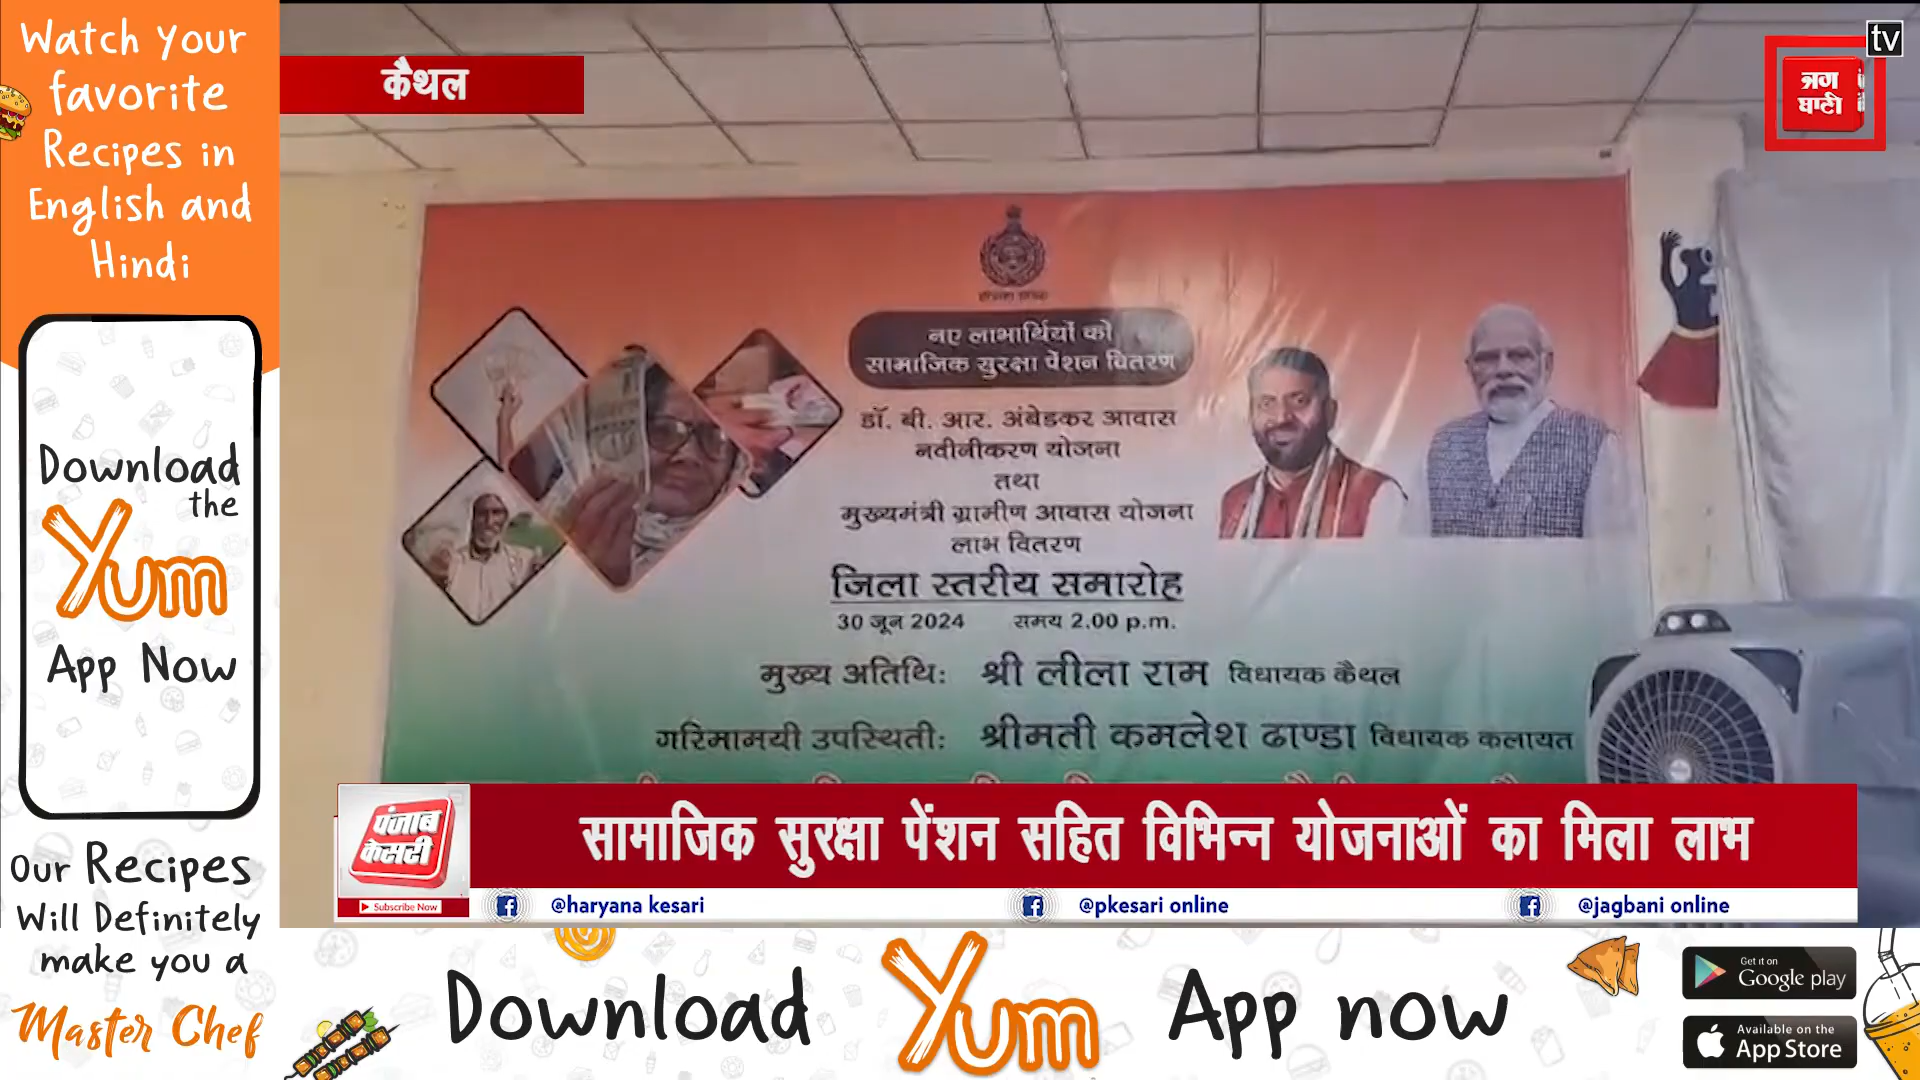 Watch your
favorite
Recipes in
English and
Hindi
Download
the
Yum
App Now
Our Recipes
Will Definitely
make you a
Master Chef
कैथल
tv
नए लाभार्थियों को
सामाजिक सुरक्षा पेंशन वितरण
डॉ. बी. आर. अंबेडकर आवास
नवीनीकरण योजना
तथा
मुख्यमंत्री ग्रामीण आवास योजना
लाभ वितरण
जिला स्तरीय समारोह
30 जून 2024 समय 2.00 p.m.
मुख्य अतिथि: श्री लीला राम विधायक कैथल
गरिमामयी उपस्थिती: श्रीमती कमलेश ढाण्डा विधायक कलायत
पंजाब
केसरी
Subscribe Now
सामाजिक सुरक्षा पेंशन सहित विभिन्न योजनाओं का मिला लाभ
@haryana kesari @pkesari online @jagbani online
Download Yum App now
Get it on
Google play
Available on the
App Store